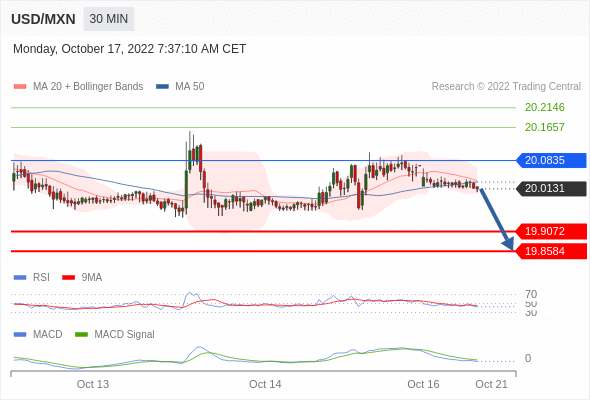 USD/MXN 30 MIN
Monday, October 17, 2022 7:37:10 AM CET
MA 20 + Bollinger Bands MA 50 Research © 2022 Trading Central
20.2146
20.1657
20.0835
20.0131
19.9072
19.8584
RSI 9MA
70
50
30
MACD MACD Signal
0
Oct 13 Oct 14 Oct 16 Oct 21